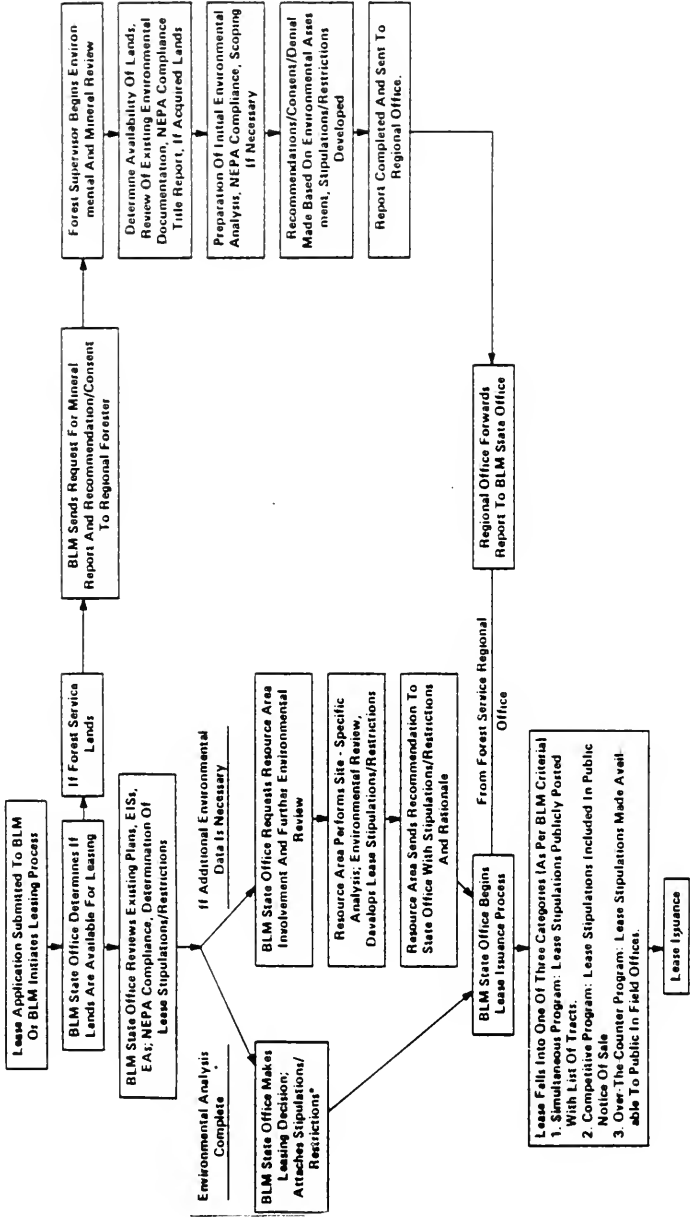 Lease Application Submitted To BLM
Or BLM Initiates Leasing Process
BLM State Office Determines If
Lands Are Available For Leasing
If Forest Service
Lands
BLM Sends Request For Mineral
Report And Recommendation/Consent
To Regional Forester
Forest Supervisor Begins Environ
mental And Mineral Review
Determine Availability Of Lands,
Review Of Existing Environmental
Documentation, NEPA Compliance
Title Report, If Acquired Lands
Preparation Of Initial Environmental
Analysis, NEPA Compliance, Scoping
If Necessary
Recommendations/Consent/Denial
Made Based On Environmental Asses
ment, Stipulations/Restrictions
Developed
Report Completed And Sent To
Regional Office.
BLM State Office Reviews Existing Plans, EISs,
EAs; NEPA Compliance, Determination Of
Lease Stipulations/Restrictions
Environmental Analysis
Complete
If Additional Environmental
Data Is Necessary
BLM State Office Makes
Leasing Decision;
Attaches Stipulations/
Restrictions*
BLM State Office Requests Resource Area
Involvement And Further Environmental
Review
Resource Area Performs Site - Specific
Analysis; Environmental Review,
Develops Lease Stipulations/Restrictions
Resource Area Sends Recommendation To
State Office With Stipulations/Restrictions
And Rationale
Regional Office Forwards
Report To BLM State Office
From Forest Service Regional
Office
BLM State Office Begins
Lease Issuance Process
Lease Falls Into One Of Three Categories (As Per BLM Criteria)
1. Simultaneous Program: Lease Stipulations Publicly Posted
With List Of Tracts.
2. Competitive Program: Lease Stipulations Included In Public
Notice Of Sale
3. Over-The-Counter Program: Lease Stipulations Made Avail-
able To Public In Field Offices.
Lease Issuance